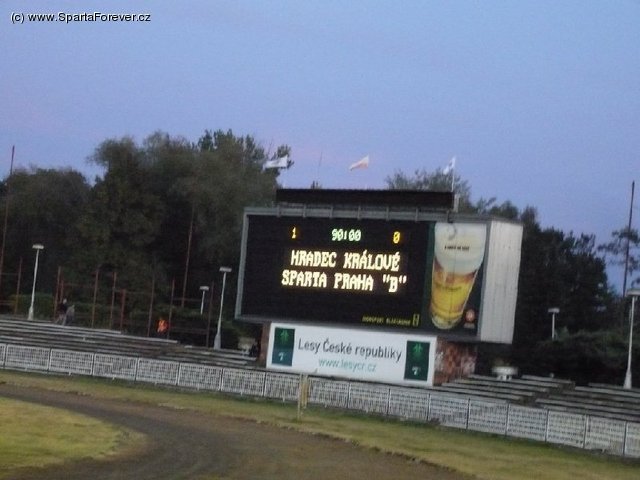 (c) www.SpartaForever.cz
1 90:00 0
HRADEC KRÁLOVÉ
SPARTA PRAHA "B"
Lesy České republiky
www.lesycr.cz